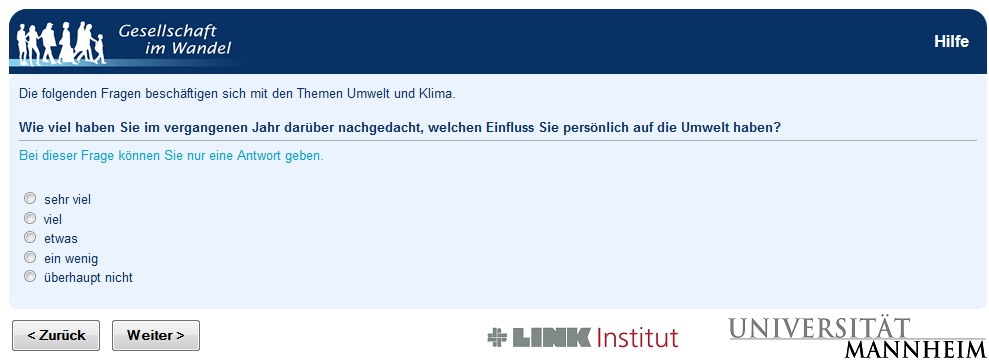 Gesellschaft
im Wandel
Hilfe
Die folgenden Fragen beschäftigen sich mit den Themen Umwelt und Klima.
Wie viel haben Sie im vergangenen Jahr darüber nachgedacht, welchen Einfluss Sie persönlich auf die Umwelt haben?
Bei dieser Frage können Sie nur eine Antwort geben.
sehr viel
viel
etwas
ein wenig
überhaupt nicht
< Zurück Weiter >
LINK Institut
UNIVERSITÄT
MANNHEIM